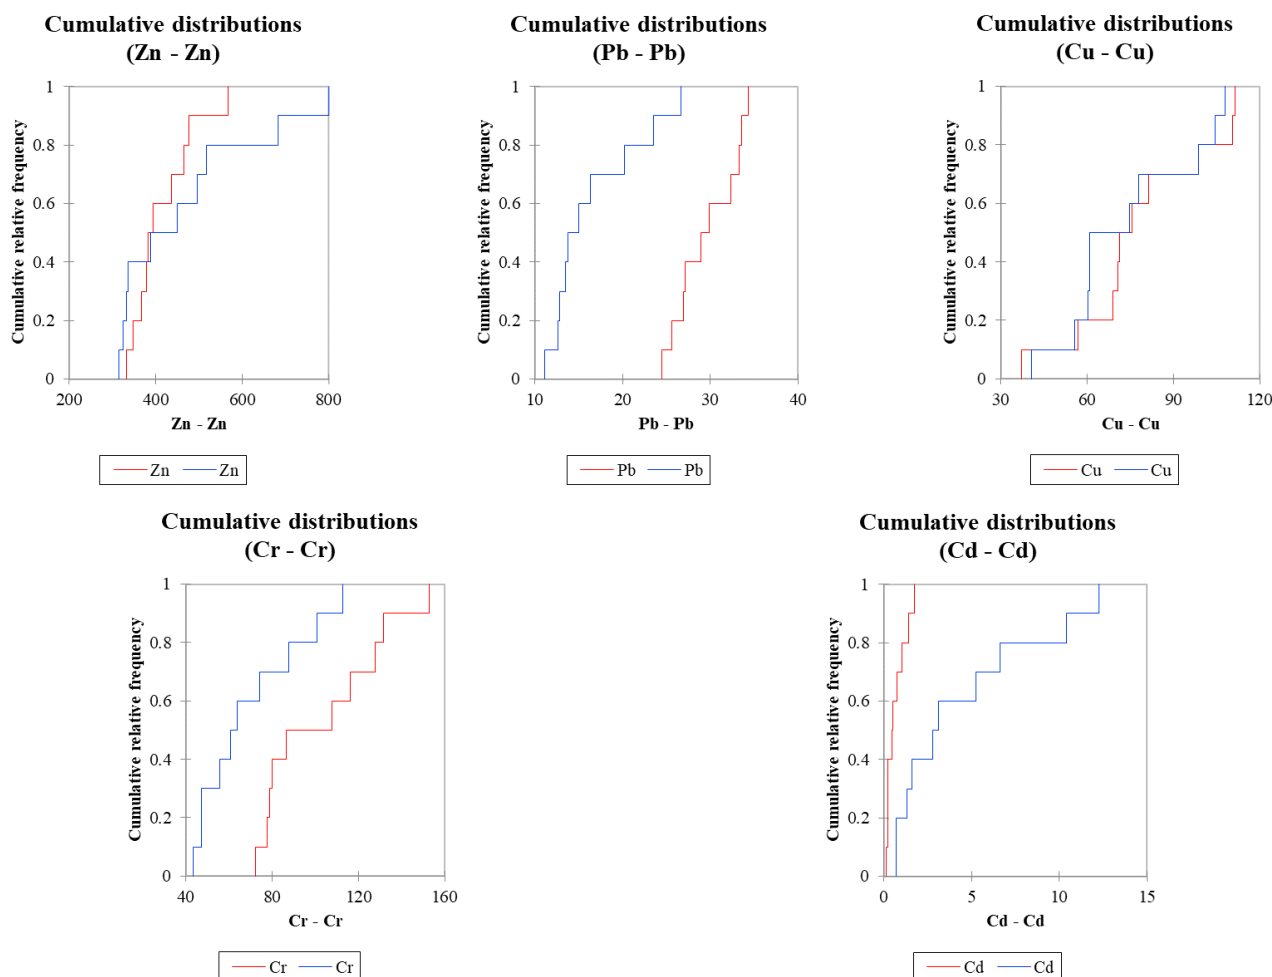 Cumulative distributions
(Zn - Zn)
Cumulative relative frequency
1
0.8
0.6
0.4
0.2
0
200
400
600
800
Zn - Zn
Zn
Zn
Cumulative distributions
(Pb - Pb)
Cumulative relative frequency
1
0.8
0.6
0.4
0.2
0
10
20
30
40
Pb - Pb
Pb
Pb
Cumulative distributions
(Cu - Cu)
Cumulative relative frequency
1
0.8
0.6
0.4
0.2
0
30
60
90
120
Cu - Cu
Cu
Cu
Cumulative distributions
(Cr - Cr)
Cumulative relative frequency
1
0.8
0.6
0.4
0.2
0
40
80
120
160
Cr - Cr
Cr
Cr
Cumulative distributions
(Cd - Cd)
Cumulative relative frequency
1
0.8
0.6
0.4
0.2
0
0
5
10
15
Cd - Cd
Cd
Cd